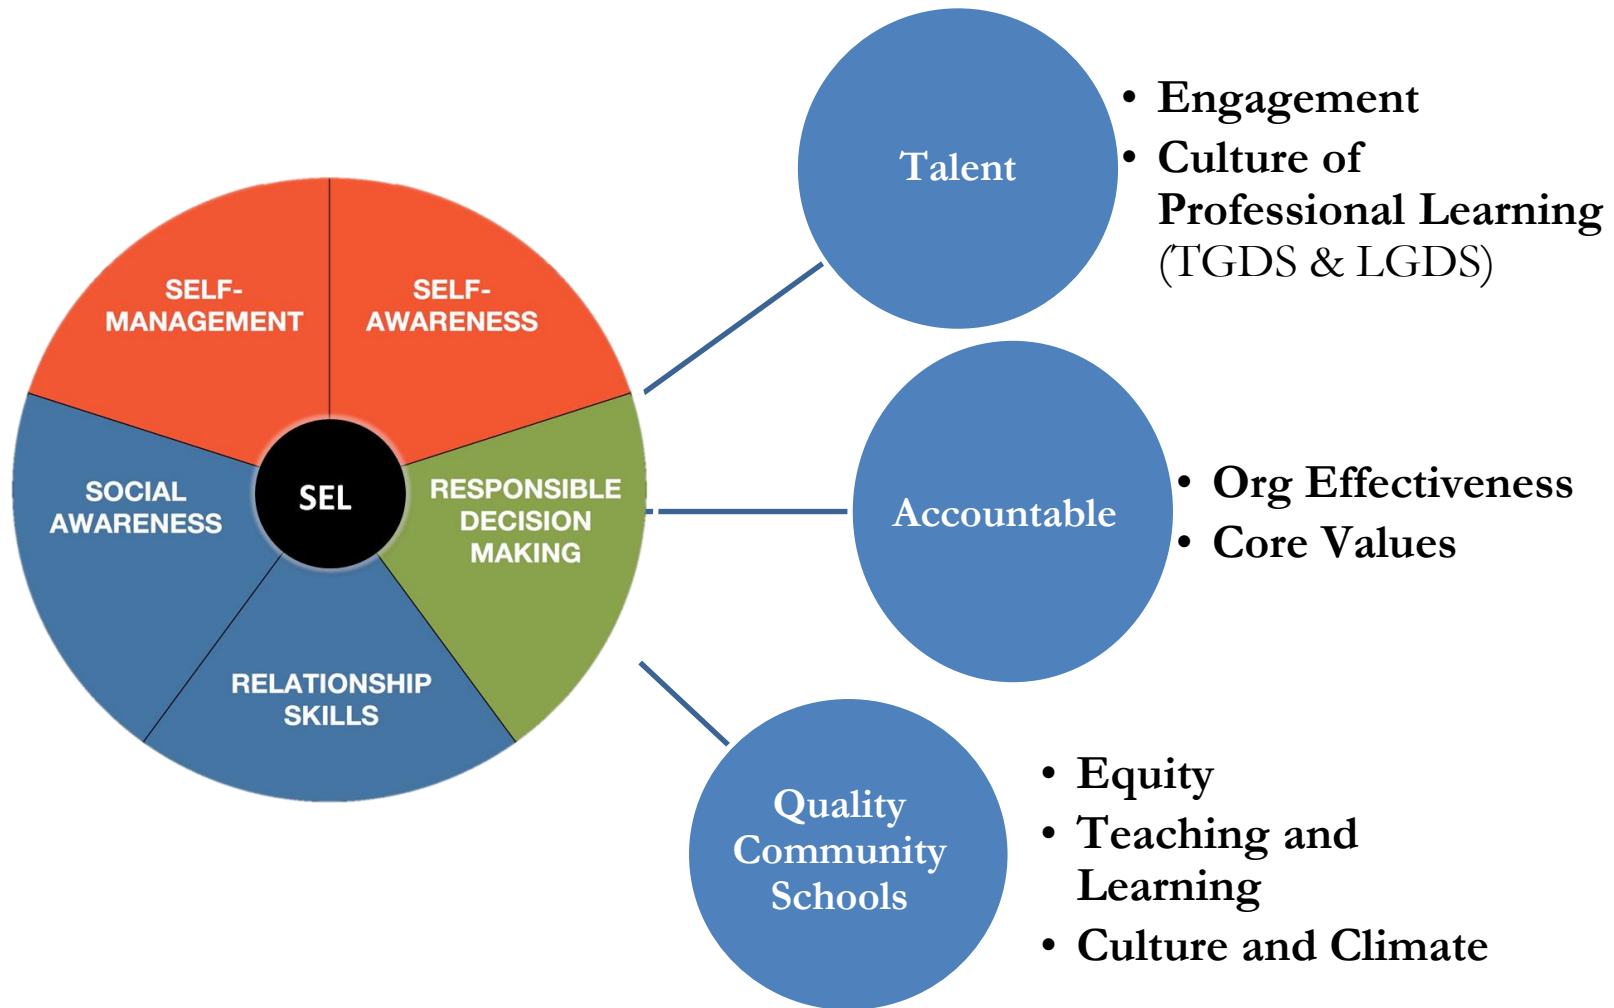 SELF-
MANAGEMENT
SELF-
AWARENESS
SOCIAL
AWARENESS
SEL
RESPONSIBLE
DECISION
MAKING
RELATIONSHIP
SKILLS
Talent
• Engagement
• Culture of
Professional Learning
(TGDS & LGDS)
Accountable
• Org Effectiveness
• Core Values
Quality
Community
Schools
• Equity
• Teaching and
Learning
• Culture and Climate